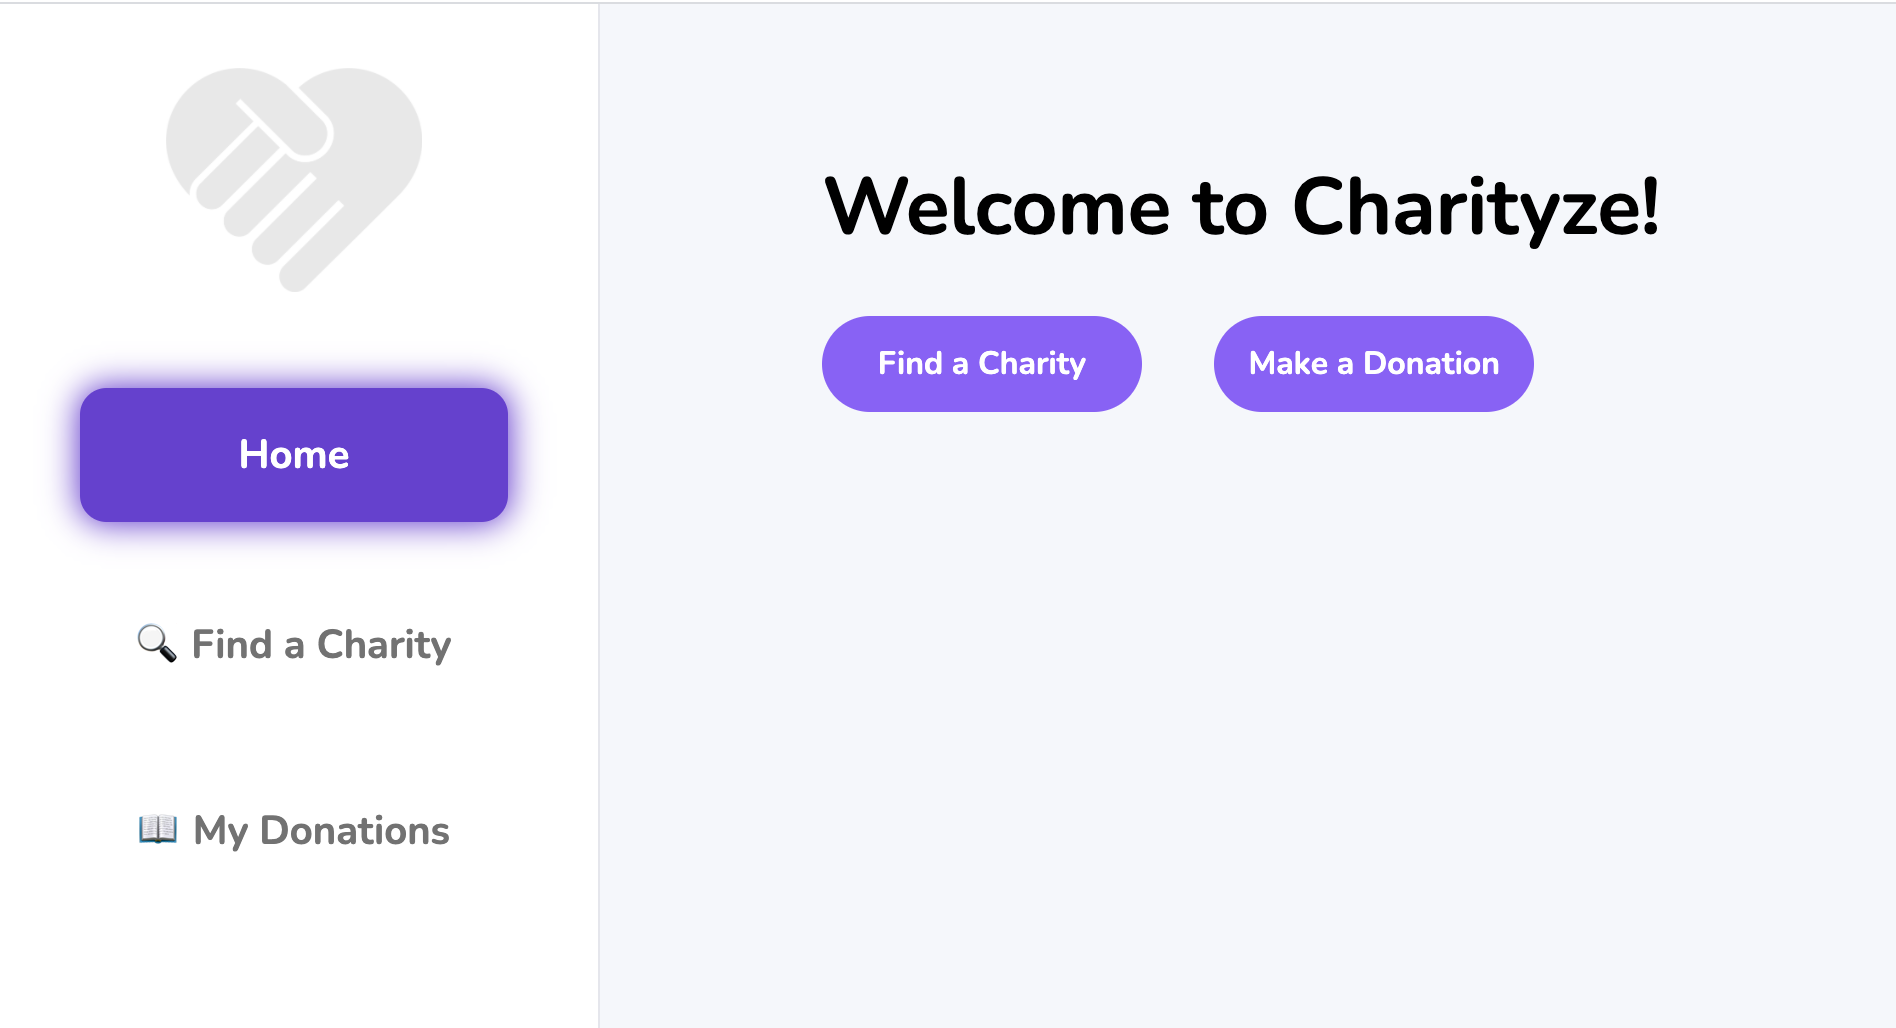 Home
🔍 Find a Charity
📖 My Donations
Welcome to Charityze!
Find a Charity
Make a Donation